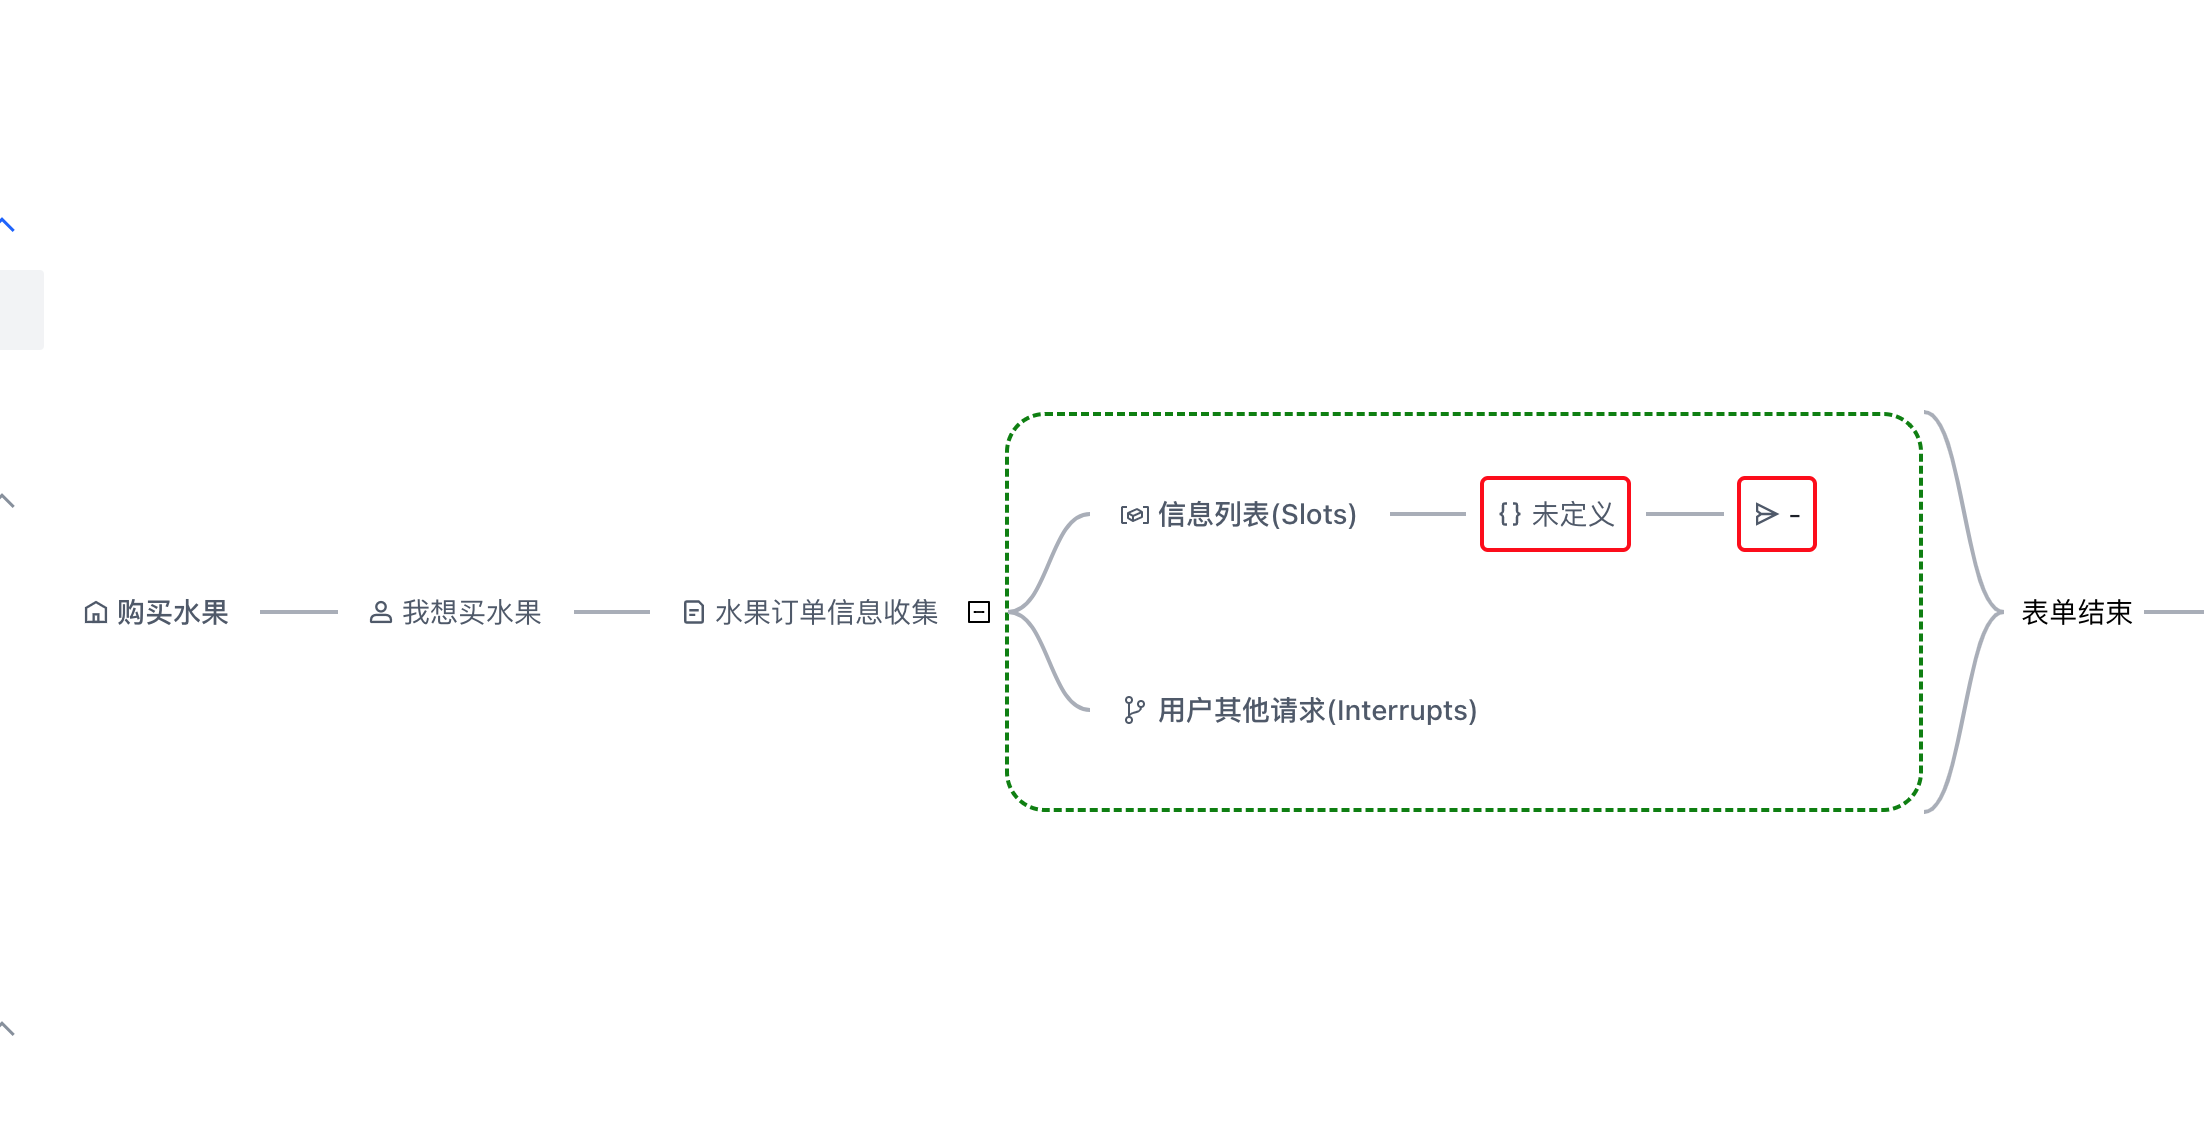 信息列表(Slots)
{} 未定义
-
购买水果
我想买水果
水果订单信息收集
表单结束
用户其他请求(Interrupts)